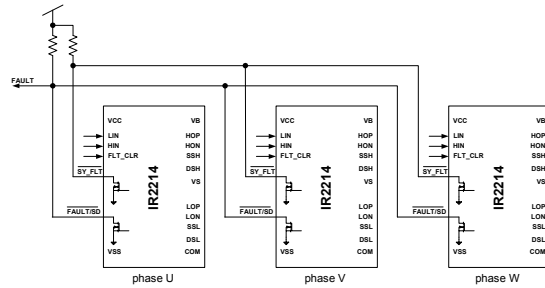 FAULT
VCC VB
LIN HOP
HIN HON
FLT_CLR SSH
DSH
SY_FLT VS
IR2214
LOP
FAULT/SD LON
SSL
DSL
VSS COM
phase U
VCC VB
LIN HOP
HIN HON
FLT_CLR SSH
DSH
SY_FLT VS
IR2214
LOP
FAULT/SD LON
SSL
DSL
VSS COM
phase V
VCC VB
LIN HOP
HIN HON
FLT_CLR SSH
DSH
SY_FLT VS
IR2214
LOP
FAULT/SD LON
SSL
DSL
VSS COM
phase W